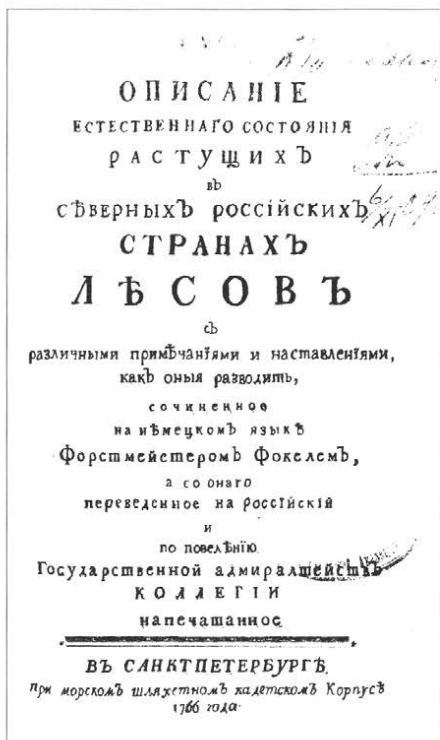 ОПИСАНІЕ
ЕСТЕСТВЕННАГО СОСТОЯНІЯ
РАСТУЩИХЪ
въ
СѢВЕРНЫХЪ РОССІЙСКИХЪ
СТРАНАХЪ
ЛѢСОВЪ
съ
различными примѢчанІями и наставленІями,
какЪ оныя разводить,
сочиненное
на нѢмецкомЪ языкѢ
ФорстмейстеромЪ ФокелемЪ,
а со онаго
переведенное на РоссІйскІй
и
по повелѢнІю
Государственной адмиралтействЪ
КОЛЛЕГІИ
напечатанное
ВЪ САНКТПЕТЕРБУРГѢ,
при морскомЪ шляхетномЪ кадетскомЪ КорпусѢ
1766 года.